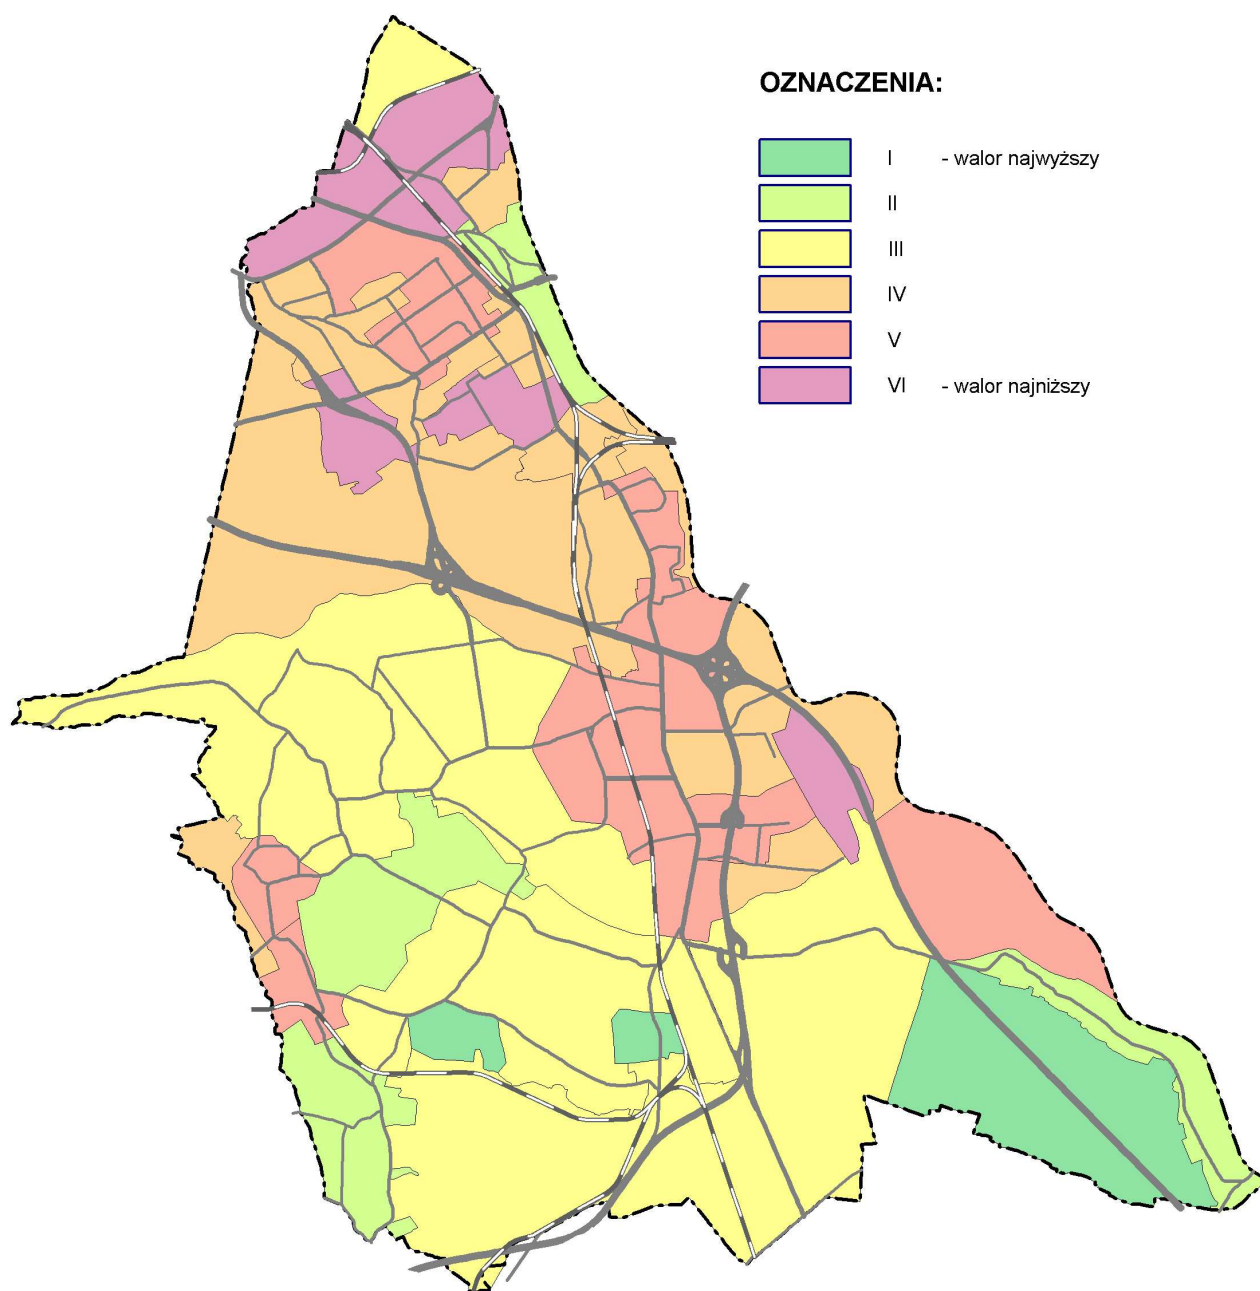 OZNACZENIA:
I - walor najwyższy
II
III
IV
V
VI - walor najniższy